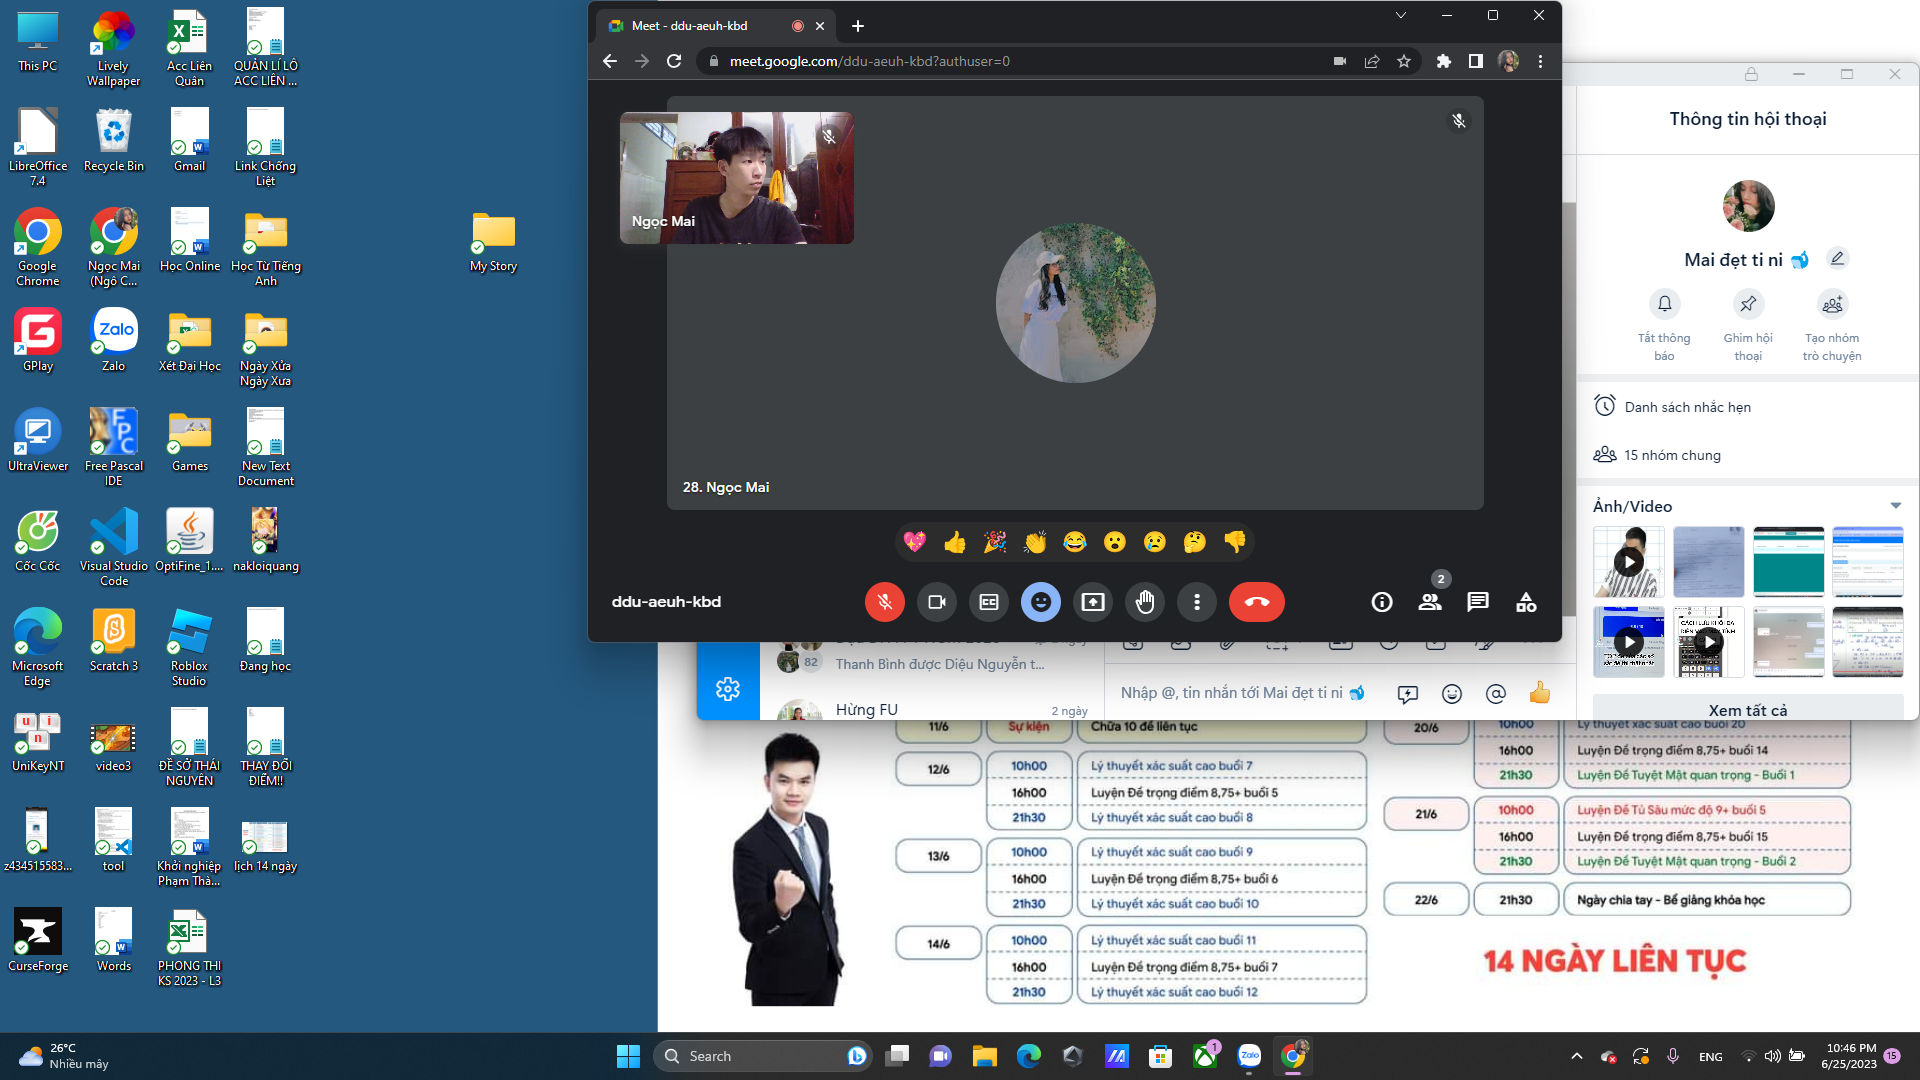 This PC
Lively
Wallpaper
Acc Liên
Quân
QUẢN LÍ LÔ
ACC LIÊN ...
LibreOffice
7.4
Recycle Bin
Gmail
Link Chống
Liệt
Google
Chrome
Ngọc Mai
(Ngô C...
Học Online
Học Từ Tiếng
Anh
My Story
GPlay
Zalo
Xét Đại Học
Ngày Xửa
Ngày Xưa
UltraViewer
Free Pascal
IDE
Games
New Text
Document
Cốc Cốc
Visual Studio
Code
OptiFine_1....
nakloiquang
Microsoft
Edge
Scratch 3
Roblox
Studio
Đang học
UniKeyNT
video3
ĐỀ SỞ THÁI
NGUYÊN
THAY ĐỔI
ĐIỂM!!
z434515583...
tool
Khởi nghiệp
Phạm Thà...
lịch 14 ngày
CurseForge
Words
PHONG THI
KS 2023 - L3
Meet - ddu-aeuh-kbd
meet.google.com/ddu-aeuh-kbd?authuser=0
Ngọc Mai
28. Ngọc Mai
ddu-aeuh-kbd
2
Thông tin hội thoại
Mai đẹt ti ni
Tắt thông
báo
Ghim hội
thoại
Tạo nhóm
trò chuyện
Danh sách nhắc hẹn
15 nhóm chung
Ảnh/Video
CÁCH LƯU KHỐI ĐA
Xem tất cả
82
Thanh Bình được Diệu Nguyễn t...
Hừng FU
2 ngày
Nhập @, tin nhắn tới Mai đẹt ti ni
11/6
Sự kiện
Chữa 10 đề liên tục
12/6
10h00
Lý thuyết xác suất cao buổi 7
16h00
Luyện Đề trọng điểm 8,75+ buổi 5
21h30
Lý thuyết xác suất cao buổi 8
13/6
10h00
Lý thuyết xác suất cao buổi 9
16h00
Luyện Đề trọng điểm 8,75+ buổi 6
21h30
Lý thuyết xác suất cao buổi 10
14/6
10h00
Lý thuyết xác suất cao buổi 11
16h00
Luyện Đề trọng điểm 8,75+ buổi 7
21h30
Lý thuyết xác suất cao buổi 12
20/6
10h00
Lý thuyết xác suất cao buổi 20
16h00
Luyện Đề trọng điểm 8,75+ buổi 14
21h30
Luyện Đề Tuyệt Mật quan trọng - Buổi 1
21/6
10h00
Luyện Đề Tủ Sâu mức độ 9+ buổi 5
16h00
Luyện Đề trọng điểm 8,75+ buổi 15
21h30
Luyện Đề Tuyệt Mật quan trọng - Buổi 2
22/6
21h30
Ngày chia tay - Bế giảng khóa học
14 NGÀY LIÊN TỤC
26°C
Nhiều mây
Search
1
Zalo
ENG
10:46 PM
6/25/2023
15